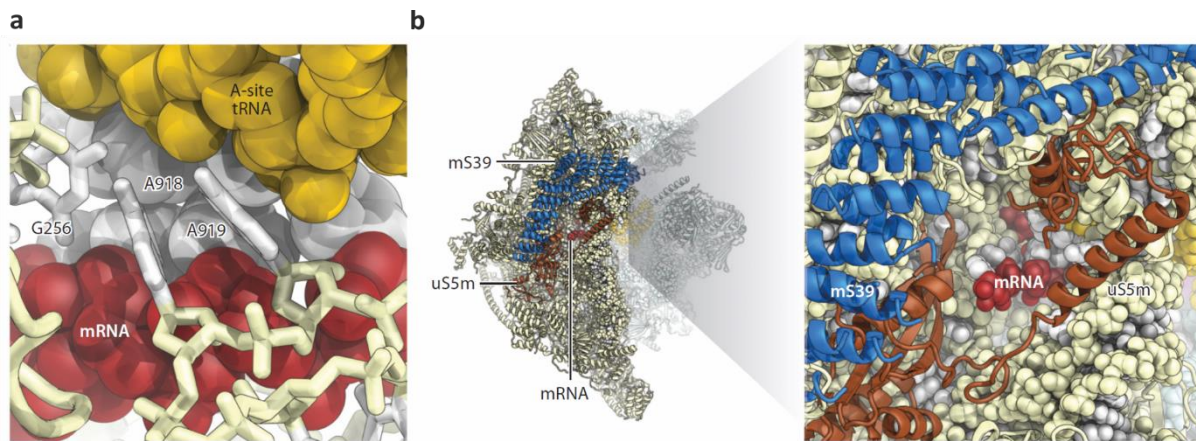 a
b
A-site
tRNA
A918
G256
A919
mRNA
mS39
uS5m
mRNA
mS39
mRNA
uS5m